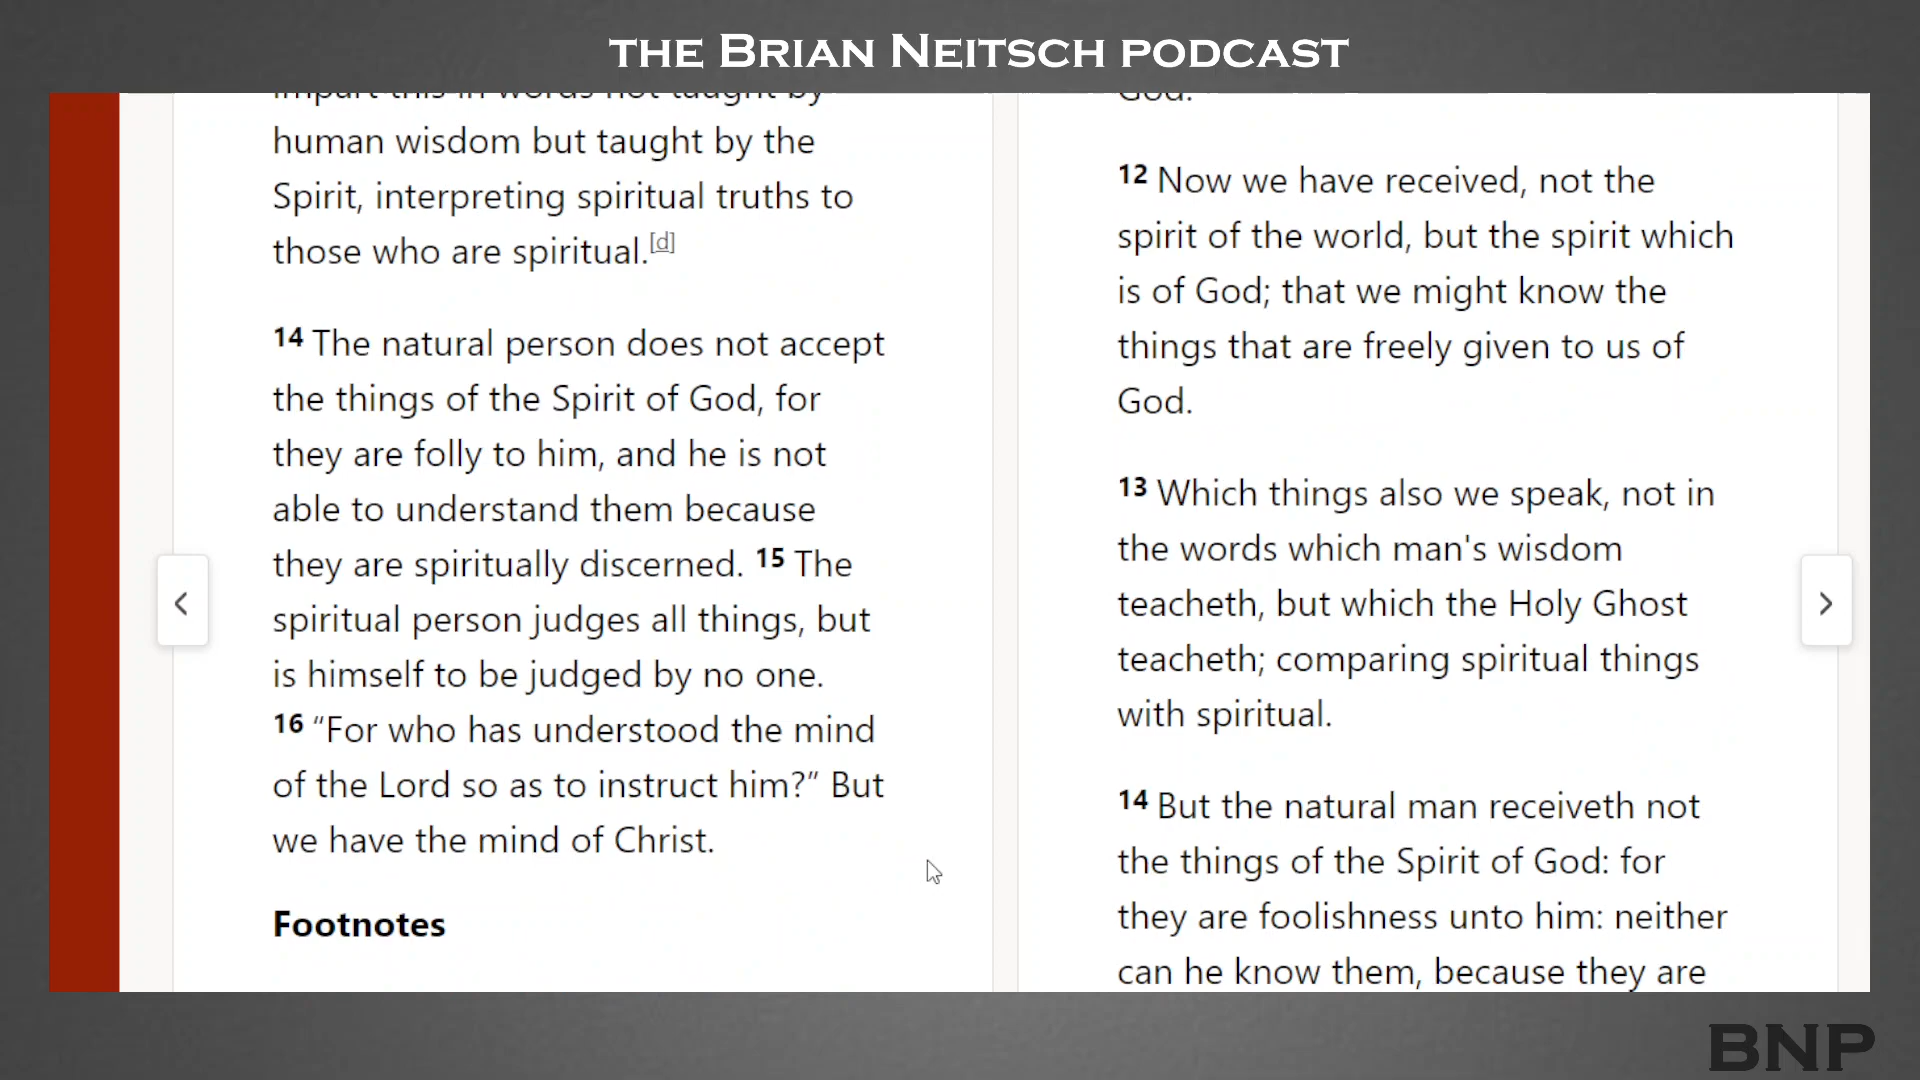 THE BRIAN NEITSCH PODCAST
impart this in words not taught by
human wisdom but taught by the
Spirit, interpreting spiritual truths to
those who are spiritual.[d]
14 The natural person does not accept
the things of the Spirit of God, for
they are folly to him, and he is not
able to understand them because
they are spiritually discerned. 15 The
spiritual person judges all things, but
is himself to be judged by no one.
16 “For who has understood the mind
of the Lord so as to instruct him?” But
we have the mind of Christ.
Footnotes
God.
12 Now we have received, not the
spirit of the world, but the spirit which
is of God; that we might know the
things that are freely given to us of
God.
13 Which things also we speak, not in
the words which man's wisdom
teacheth, but which the Holy Ghost
teacheth; comparing spiritual things
with spiritual.
14 But the natural man receiveth not
the things of the Spirit of God: for
they are foolishness unto him: neither
can he know them, because they are
BNP